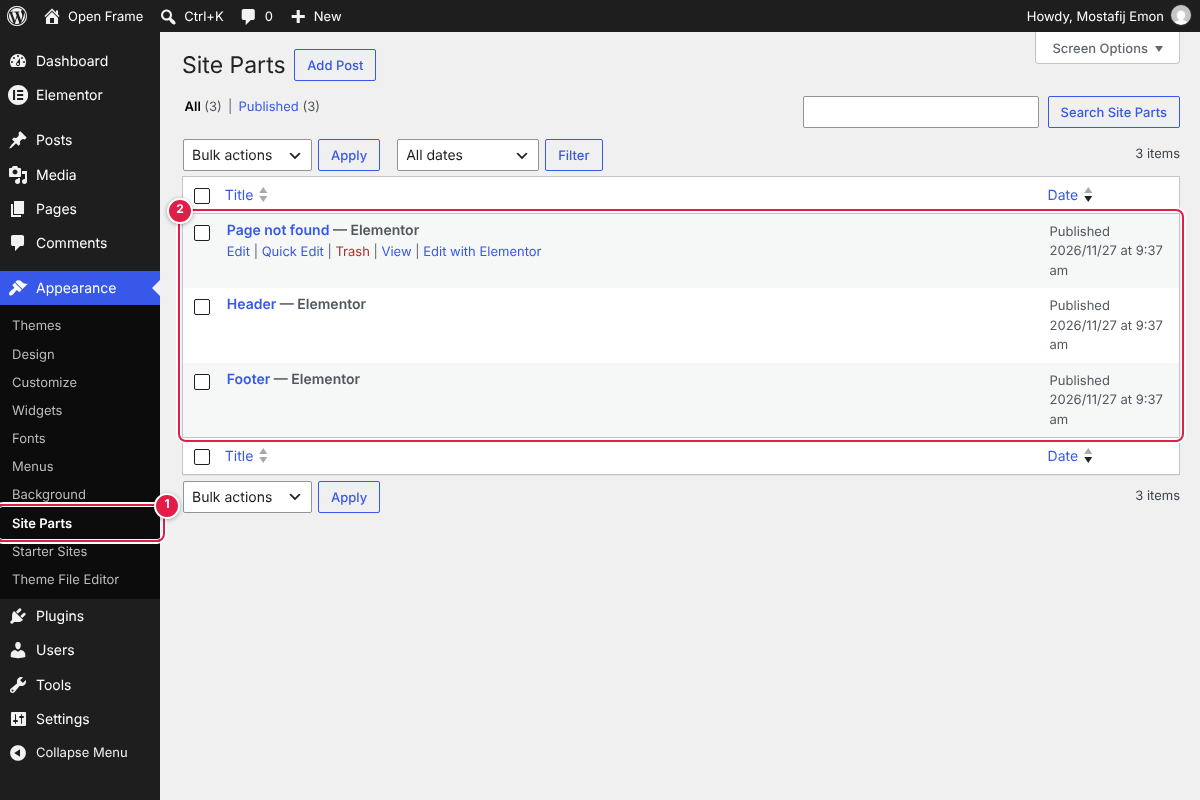 Open Frame Ctrl+K 0 New Howdy, Mostafij Emon
Screen Options
Dashboard
Elementor
Posts
Media
Pages
Comments
Appearance
Themes
Design
Customize
Widgets
Fonts
Menus
Background
Site Parts
1
Starter Sites
Theme File Editor
Plugins
Users
Tools
Settings
Collapse Menu
Site Parts Add Post
All (3) | Published (3)
Search Site Parts
Bulk actions Apply All dates Filter 3 items
Title Date
2
Page not found — Elementor
Edit | Quick Edit | Trash | View | Edit with Elementor
Published
2026/11/27 at 9:37
am
Header — Elementor
Published
2026/11/27 at 9:37
am
Footer — Elementor
Published
2026/11/27 at 9:37
am
Title Date
Bulk actions Apply 3 items